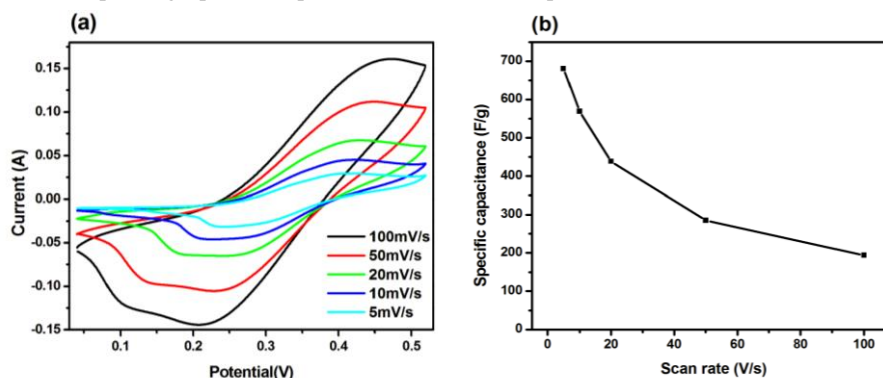 (a)
0.15
0.10
0.05
0.00
-0.05
-0.10
-0.15
Current (A)
100mV/s
50mV/s
20mV/s
10mV/s
5mV/s
0.1 0.2 0.3 0.4 0.5
Potential(V)
(b)
700
600
500
400
300
200
100
0
Specific capacitance (F/g)
0 20 40 60 80 100
Scan rate (V/s)